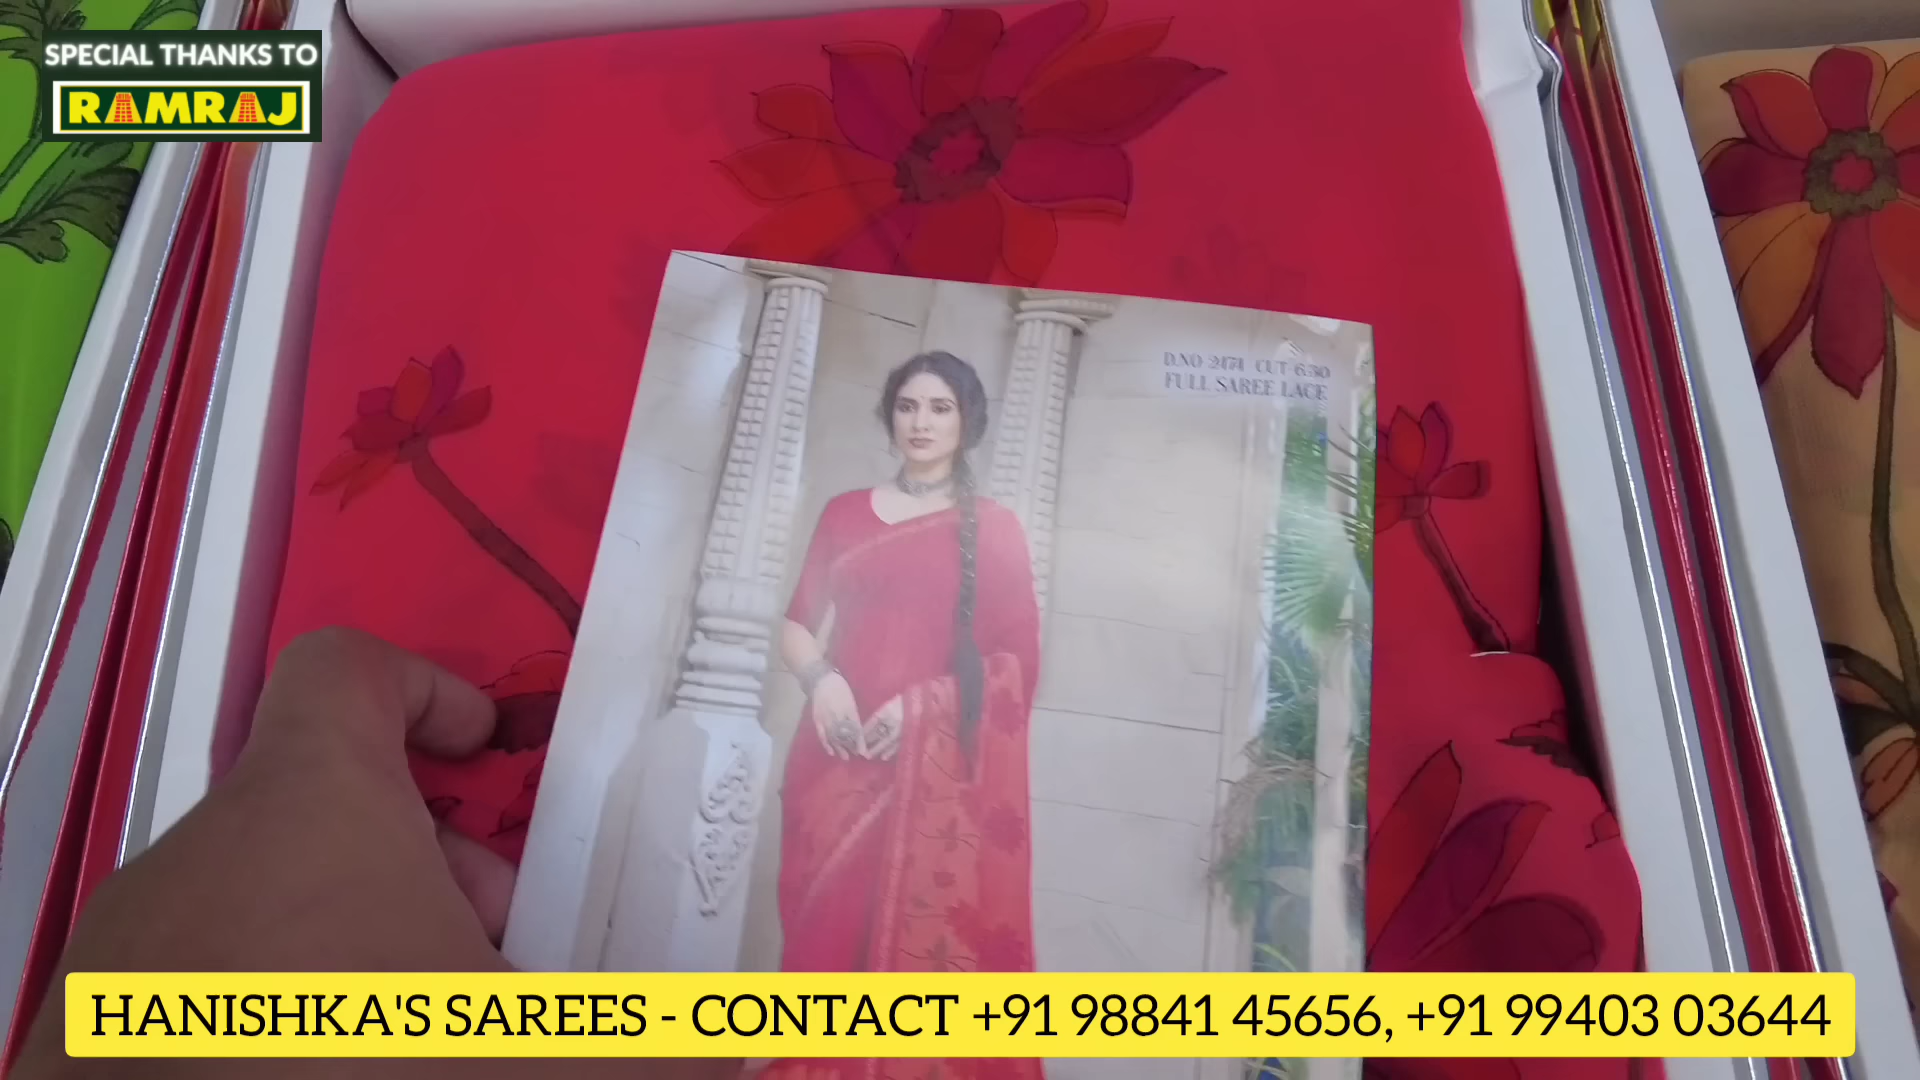 SPECIAL THANKS TO
RAMRAJ
D.NO 2474 CUT-6.30
FULL SAREE LACE
HANISHKA'S SAREES - CONTACT +91 98841 45656, +91 99403 03644